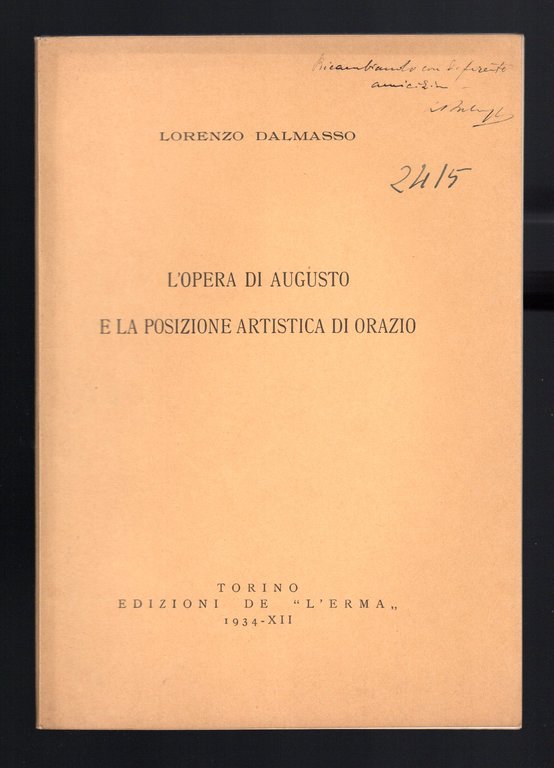 Ricambiando con deferente
amicizia
LORENZO DALMASSO
2415
L'OPERA DI AUGUSTO
E LA POSIZIONE ARTISTICA DI ORAZIO
TORINO
EDIZIONI DE "L'ERMA„
1934-XII